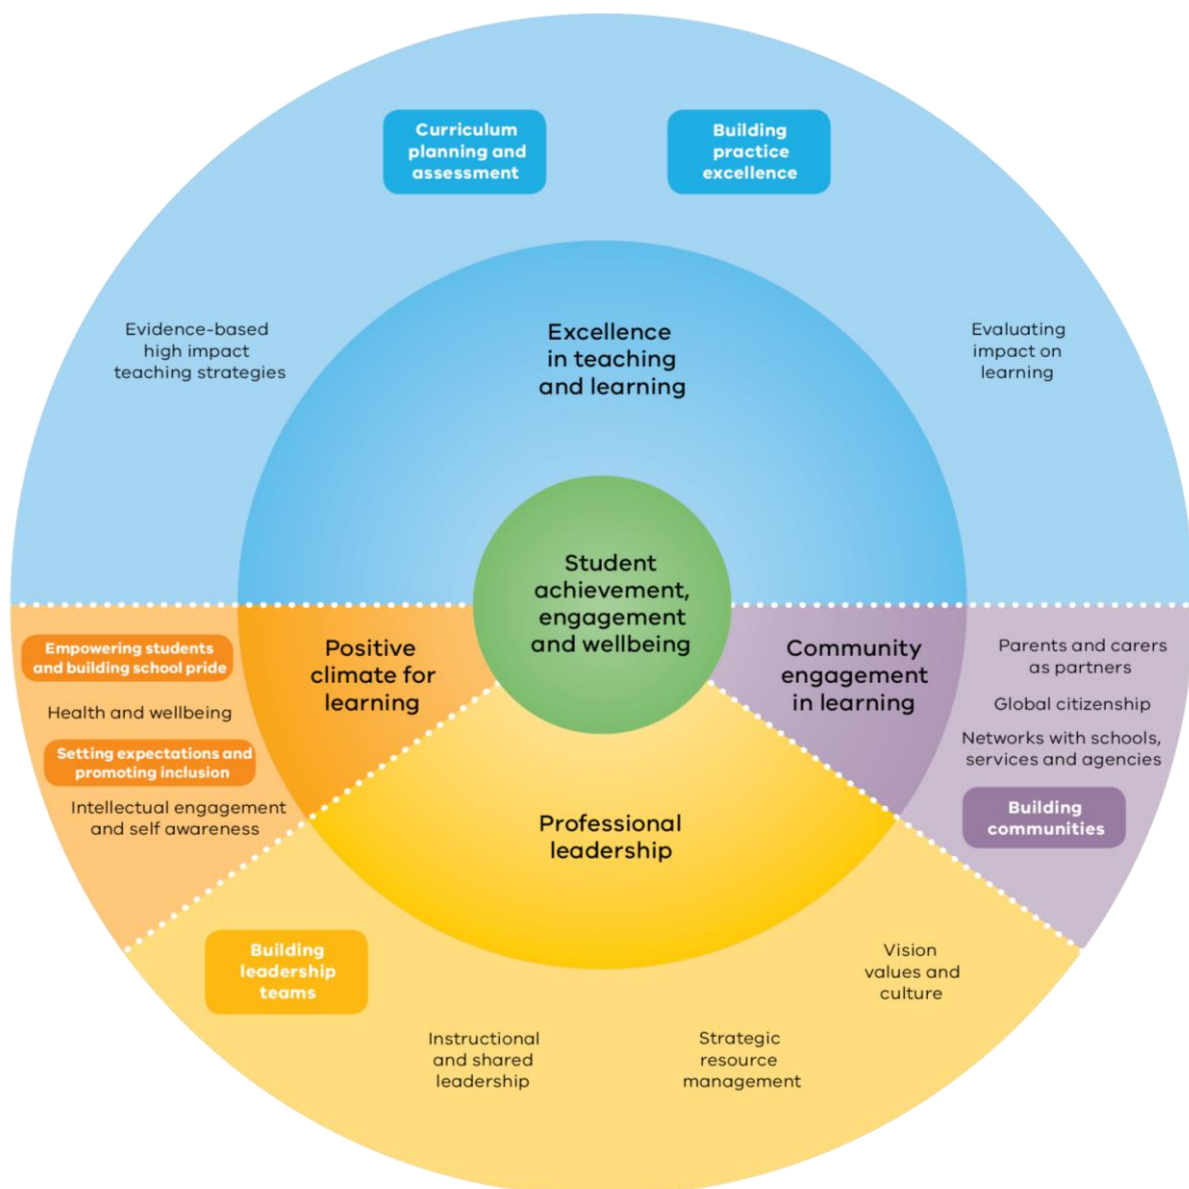 Curriculum
planning and
assessment
Building
practice
excellence
Evidence-based
high impact
teaching strategies
Excellence
in teaching
and learning
Evaluating
impact on
learning
Student
achievement,
engagement
and wellbeing
Positive
climate for
learning
Community
engagement
in learning
Empowering students
and building school pride
Health and wellbeing
Setting expectations and
promoting inclusion
Intellectual engagement
and self awareness
Parents and carers
as partners
Global citizenship
Networks with schools,
services and agencies
Building
communities
Professional
leadership
Building
leadership
teams
Instructional
and shared
leadership
Strategic
resource
management
Vision
values and
culture